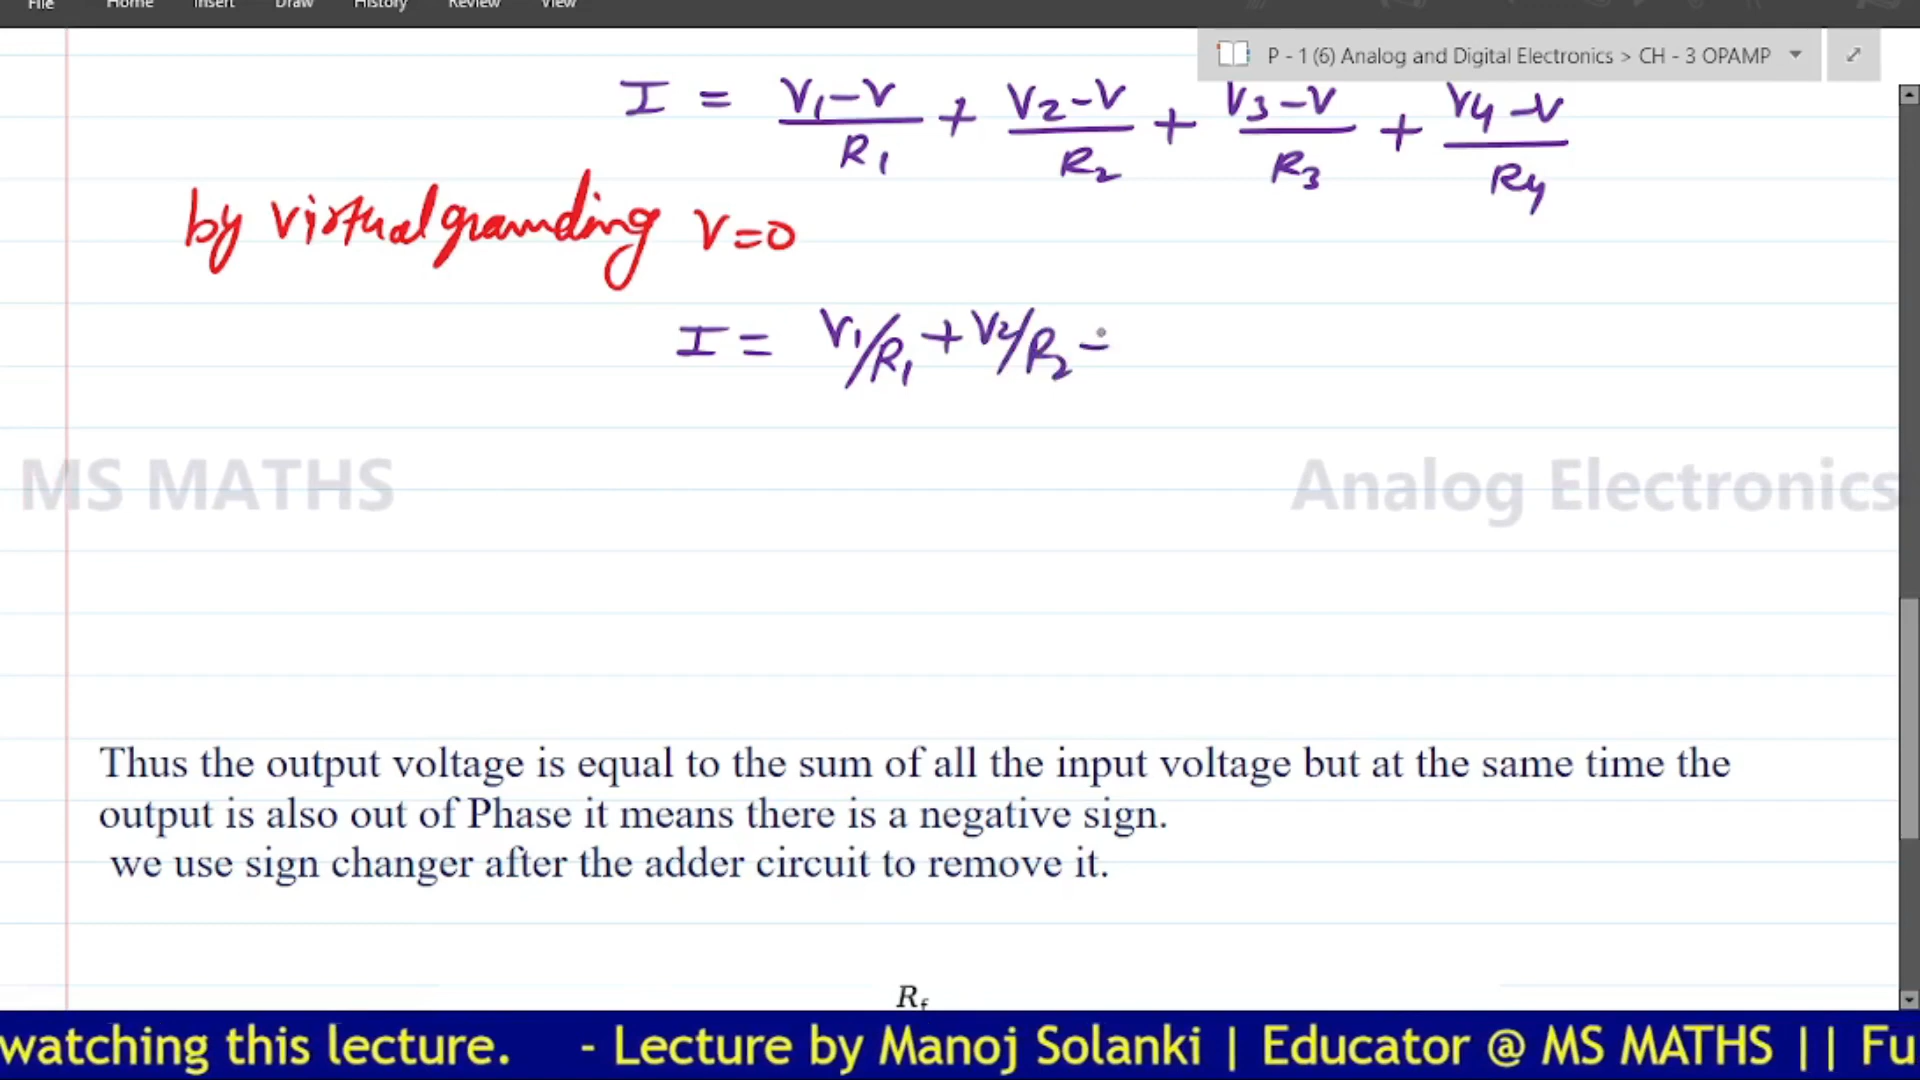 File Home Insert Draw History Review View
P - 1 (6) Analog and Digital Electronics > CH - 3 OPAMP
I = V1-V/R1 + V2-V/R2 + V3-V/R3 + V4-V/R4
by virtual grounding V=0
I = V1/R1 + V2/R2 -
MS MATHS Analog Electronics
Thus the output voltage is equal to the sum of all the input voltage but at the same time the
output is also out of Phase it means there is a negative sign.
we use sign changer after the adder circuit to remove it.
Rf
watching this lecture. - Lecture by Manoj Solanki | Educator @ MS MATHS || Fu